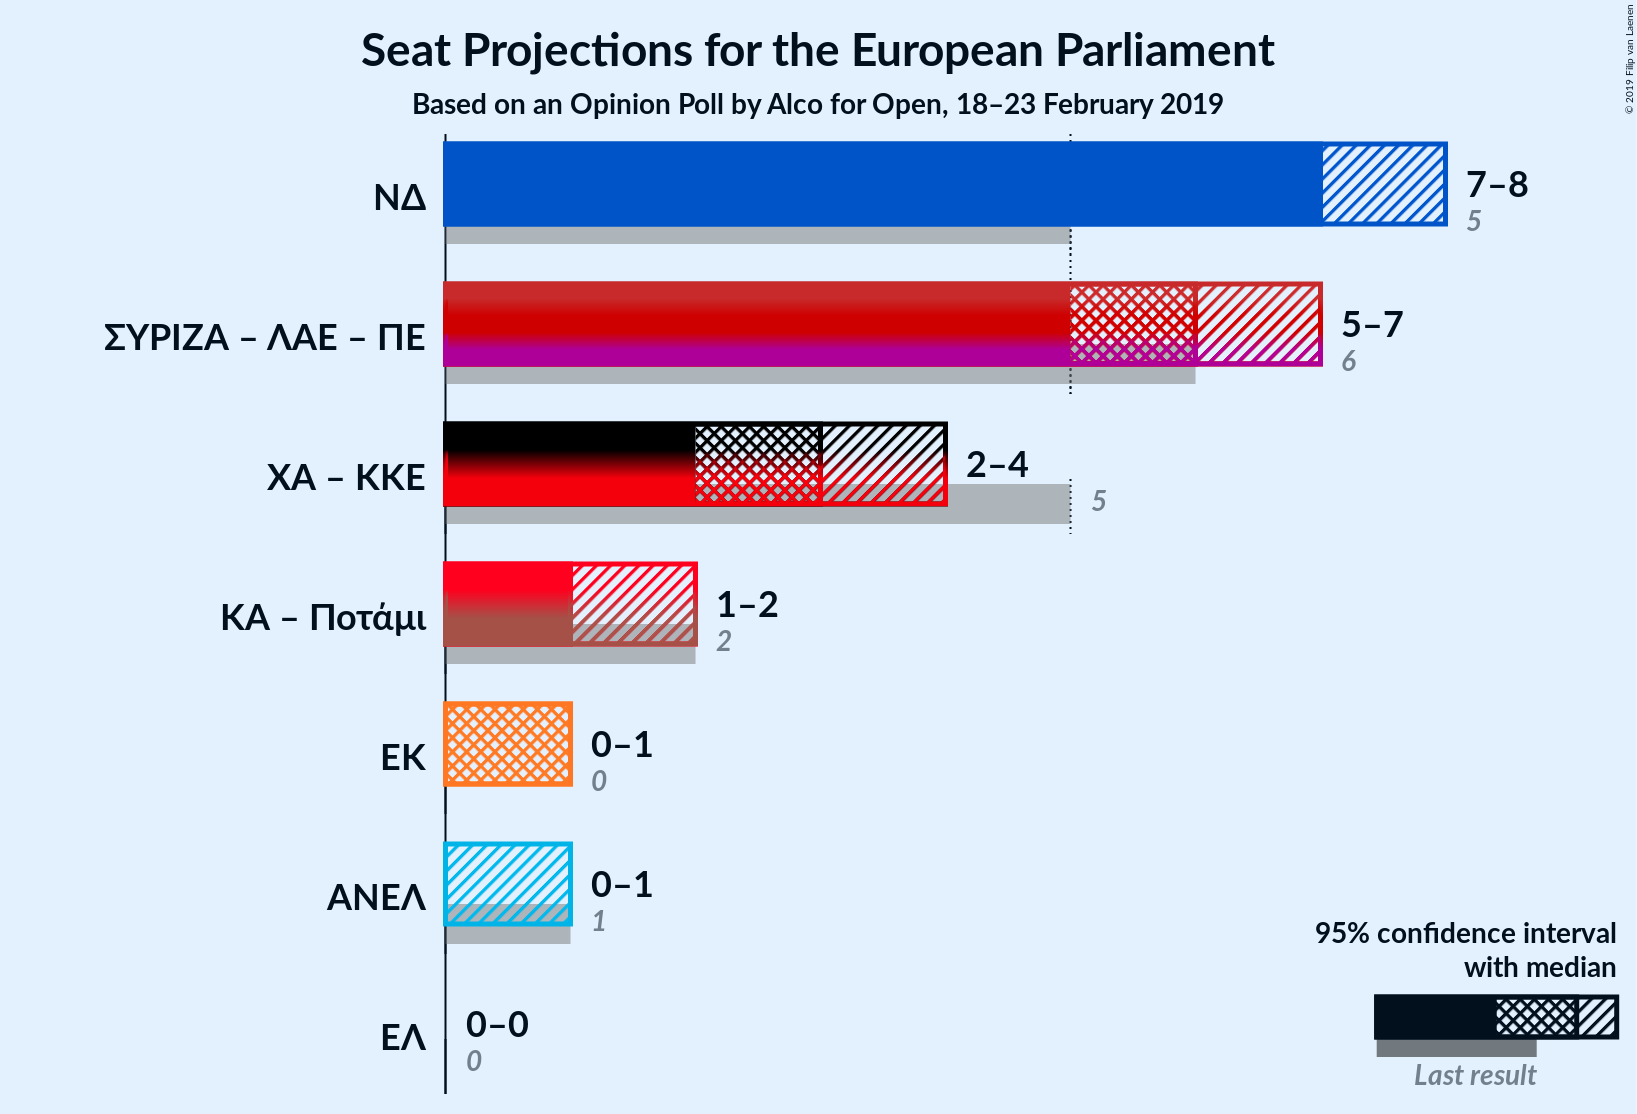 Seat Projections for the European Parliament
Based on an Opinion Poll by Alco for Open, 18–23 February 2019
© 2019 Filip van Laenen
ΝΔ
7–8
5
ΣΥΡΙΖΑ – ΛΑΕ – ΠΕ
5–7
6
ΧΑ – ΚΚΕ
2–4
5
ΚΑ – Ποτάμι
1–2
2
ΕΚ
0–1
0
ΑΝΕΛ
0–1
1
ΕΛ
0–0
0
95% confidence interval
with median
Last result